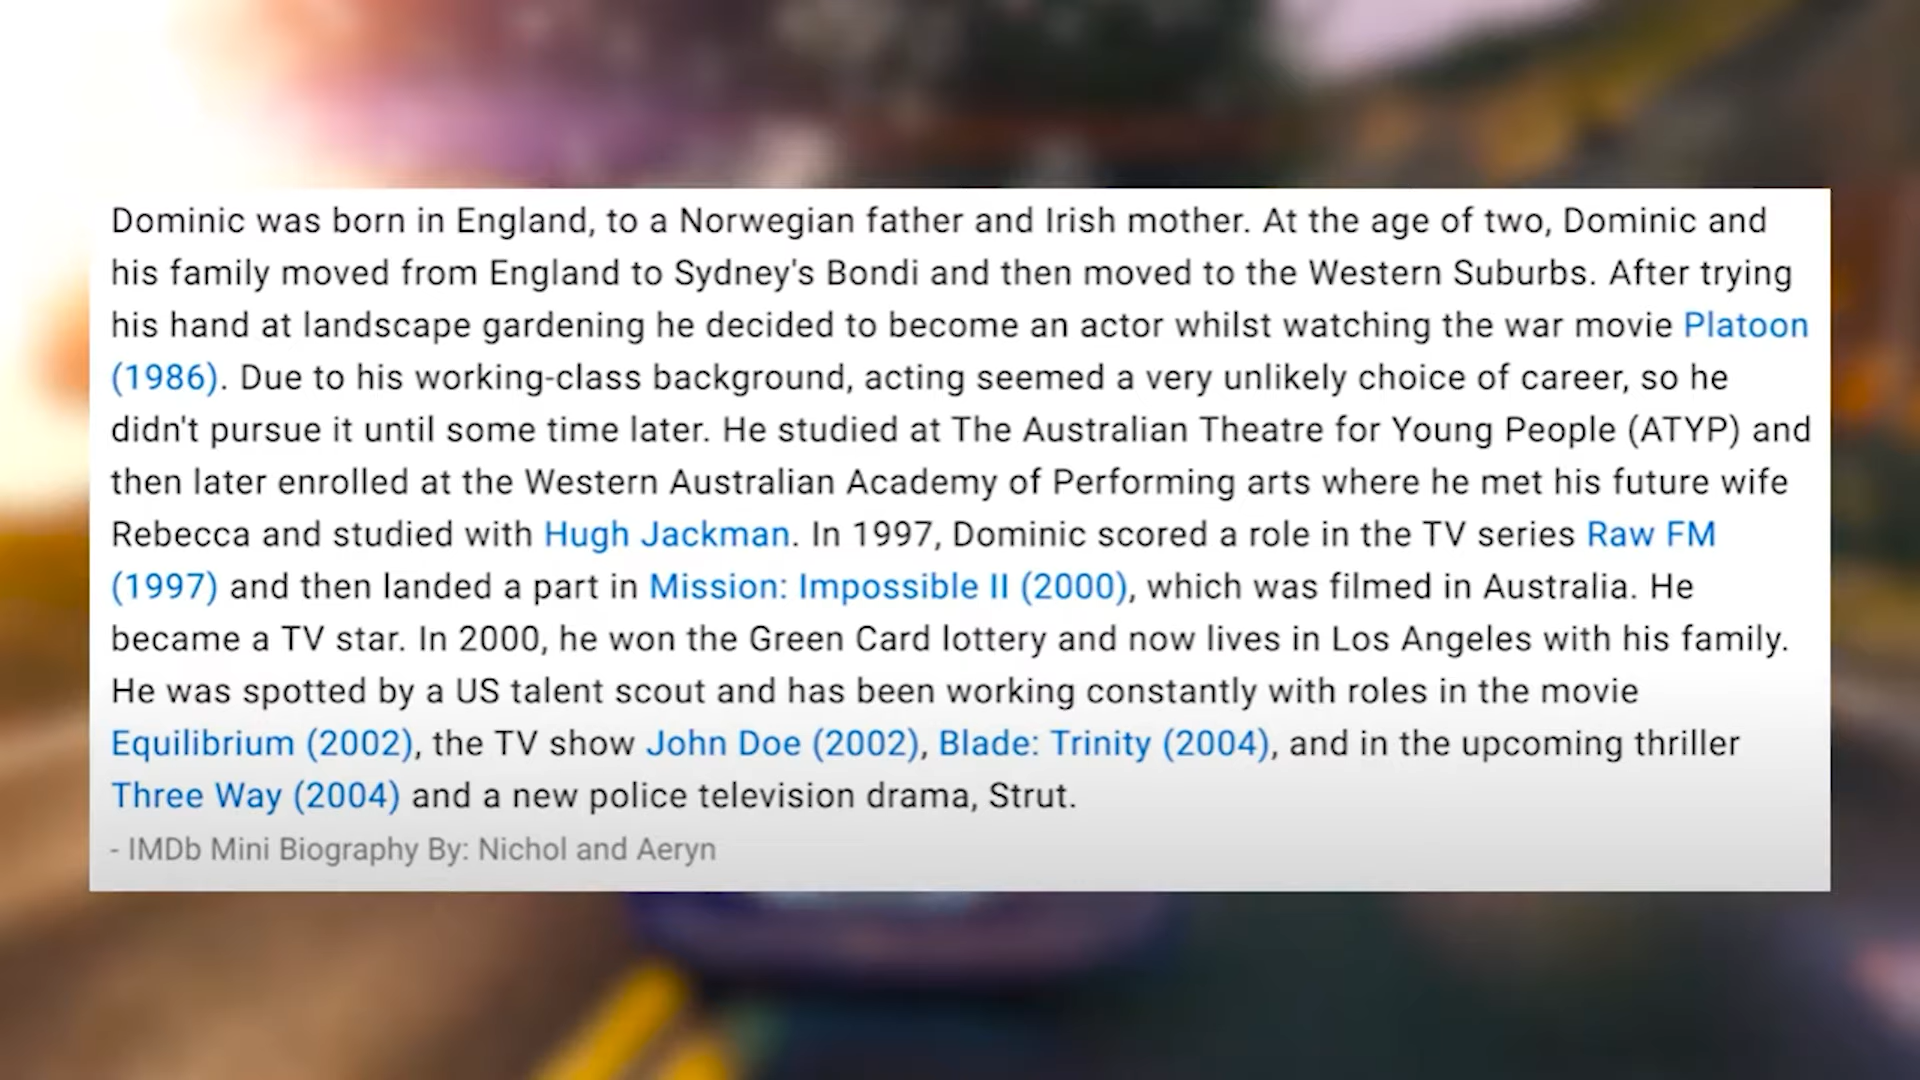 Dominic was born in England, to a Norwegian father and Irish mother. At the age of two, Dominic and
his family moved from England to Sydney's Bondi and then moved to the Western Suburbs. After trying
his hand at landscape gardening he decided to become an actor whilst watching the war movie Platoon
(1986). Due to his working-class background, acting seemed a very unlikely choice of career, so he
didn't pursue it until some time later. He studied at The Australian Theatre for Young People (ATYP) and
then later enrolled at the Western Australian Academy of Performing arts where he met his future wife
Rebecca and studied with Hugh Jackman. In 1997, Dominic scored a role in the TV series Raw FM
(1997) and then landed a part in Mission: Impossible II (2000), which was filmed in Australia. He
became a TV star. In 2000, he won the Green Card lottery and now lives in Los Angeles with his family.
He was spotted by a US talent scout and has been working constantly with roles in the movie
Equilibrium (2002), the TV show John Doe (2002), Blade: Trinity (2004), and in the upcoming thriller
Three Way (2004) and a new police television drama, Strut.
- IMDb Mini Biography By: Nichol and Aeryn